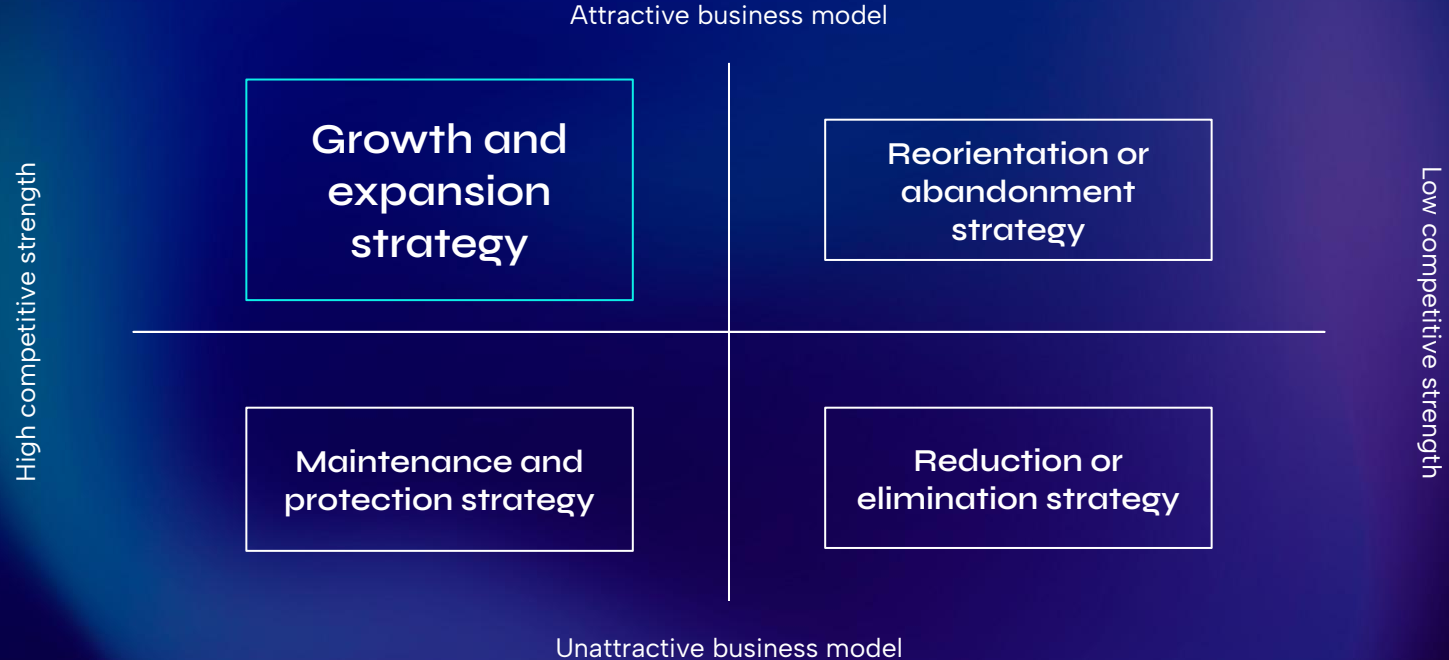 Attractive business model
Growth and
expansion
strategy
Reorientation or
abandonment
strategy
High competitive strength
Low competitive strength
Maintenance and
protection strategy
Reduction or
elimination strategy
Unattractive business model